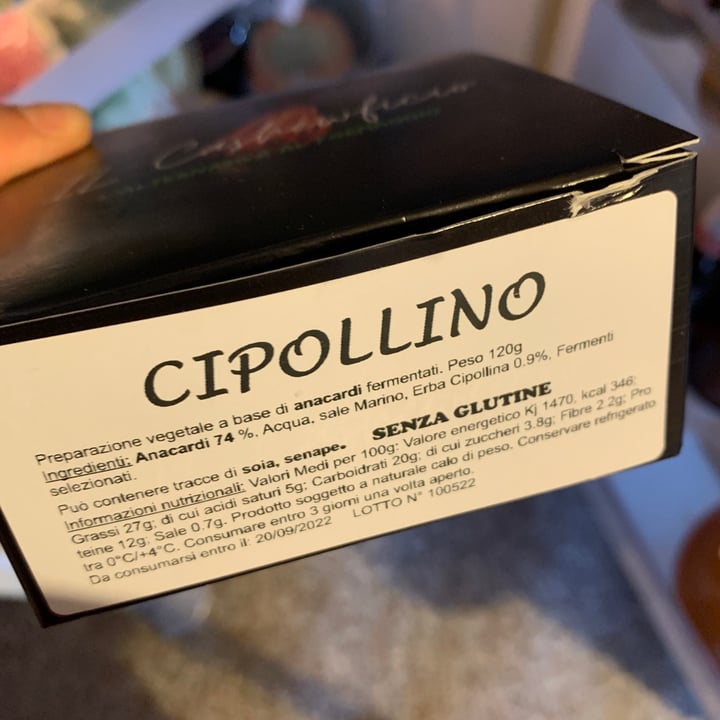 CIPOLLINO
Preparazione vegetale a base di anacardi fermentati. Peso 120g
Ingredienti: Anacardi 74 %, Acqua, sale Marino, Erba Cipollina 0.9%, Fermenti
selezionati.
Può contenere tracce di soia, senape. SENZA GLUTINE
Informazioni nutrizionali: Valori Medi per 100g: Valore energetico Kj 1470, kcal 346;
Grassi 27g; di cui acidi saturi 5g; Carboidrati 20g; di cui zuccheri 3.8g; Fibre 2.2g; Pro
teine 12g; Sale 0.7g. Prodotto soggetto a naturale calo di peso. Conservare refrigerato
tra 0°C/+4°C. Consumare entro 3 giorni una volta aperto.
Da consumarsi entro il: 20/09/2022 LOTTO N° 100522